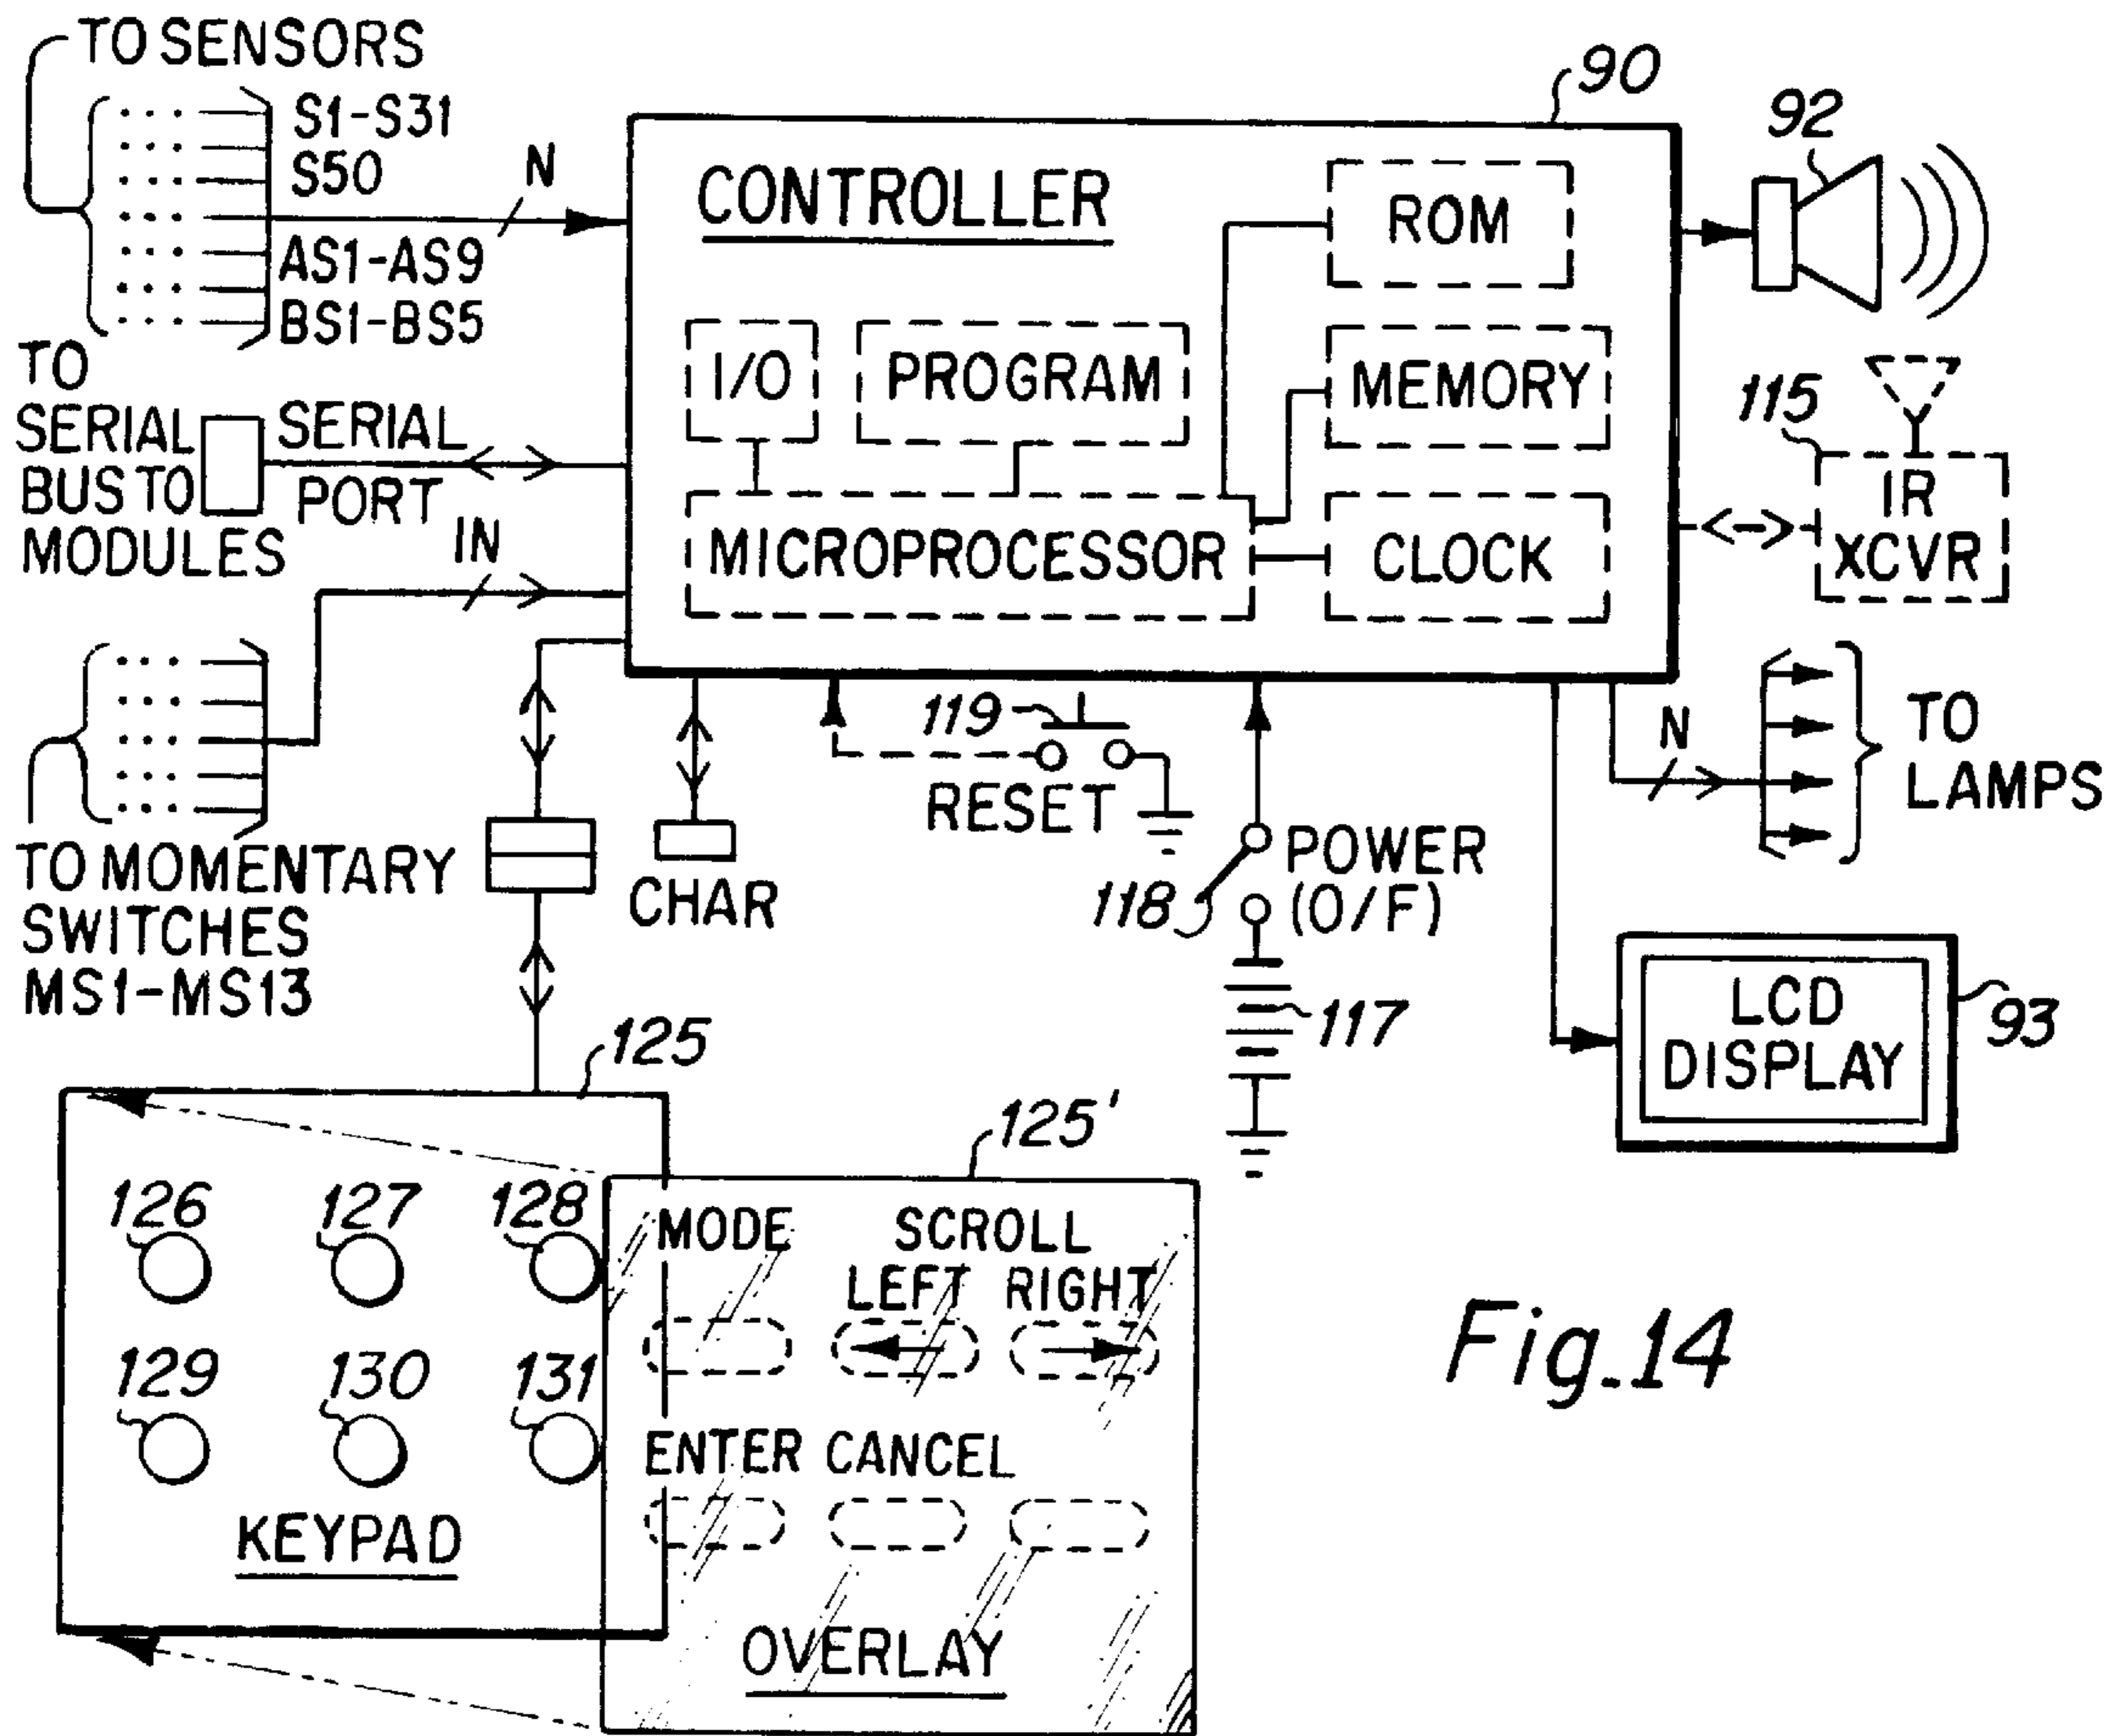 TO SENSORS
S1-S31
S50
AS1-AS9
BS1-BS5
N
90
92
CONTROLLER
ROM
I/O
PROGRAM
MEMORY
MICROPROCESSOR
CLOCK
115
IR
XCVR
TO
SERIAL
BUS TO
MODULES
SERIAL
PORT
IN
TO MOMENTARY
SWITCHES
MS1-MS13
CHAR
119
RESET
118
POWER
(O/F)
117
N
TO
LAMPS
LCD
DISPLAY
93
125
126
127
128
129
130
131
KEYPAD
125'
MODE
SCROLL
LEFT RIGHT
ENTER CANCEL
OVERLAY
Fig. 14